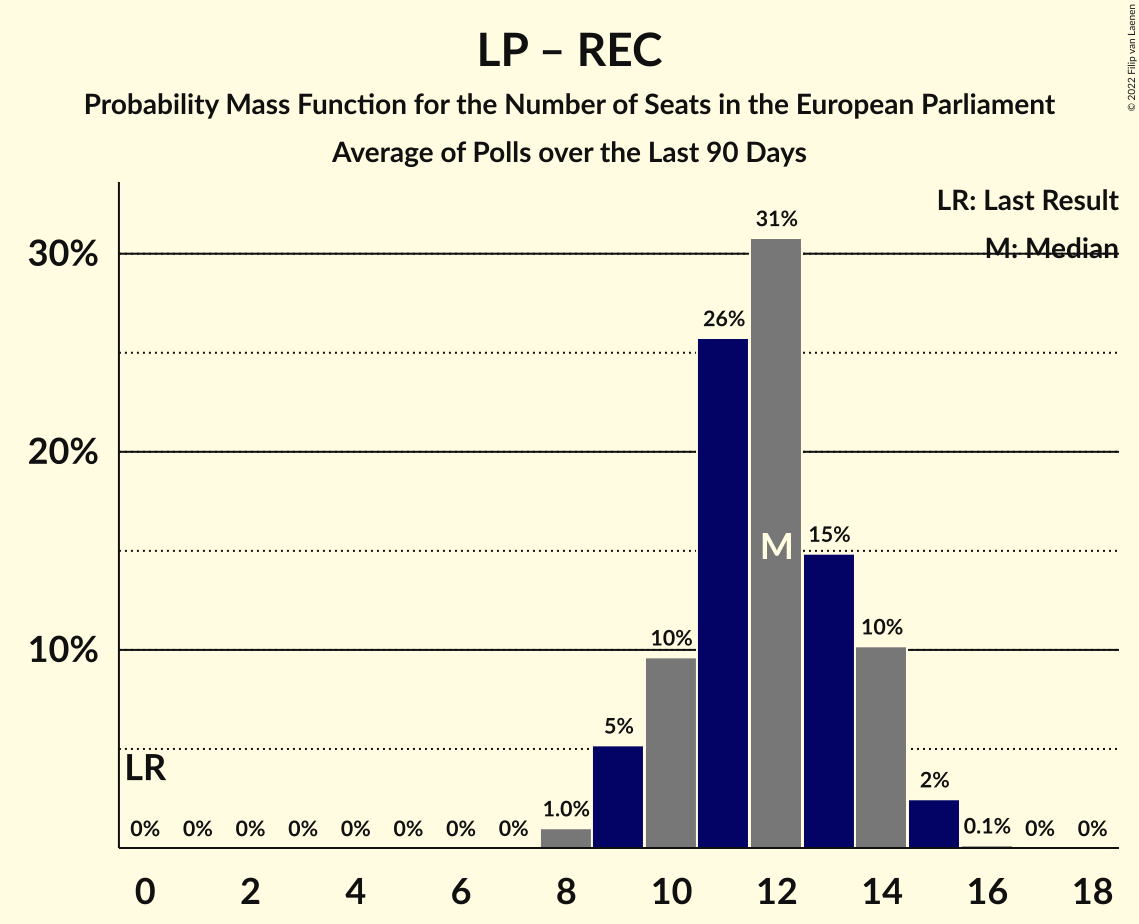 LP – REC
Probability Mass Function for the Number of Seats in the European Parliament
Average of Polls over the Last 90 Days
© 2022 Filip van Laenen
LR: Last Result
M: Median
30%
20%
10%
31%
26%
15%
10%
10%
5%
2%
1.0%
0.1%
M
LR
0% 0% 0% 0% 0% 0% 0% 0%
0% 0%
0 2 4 6 8 10 12 14 16 18